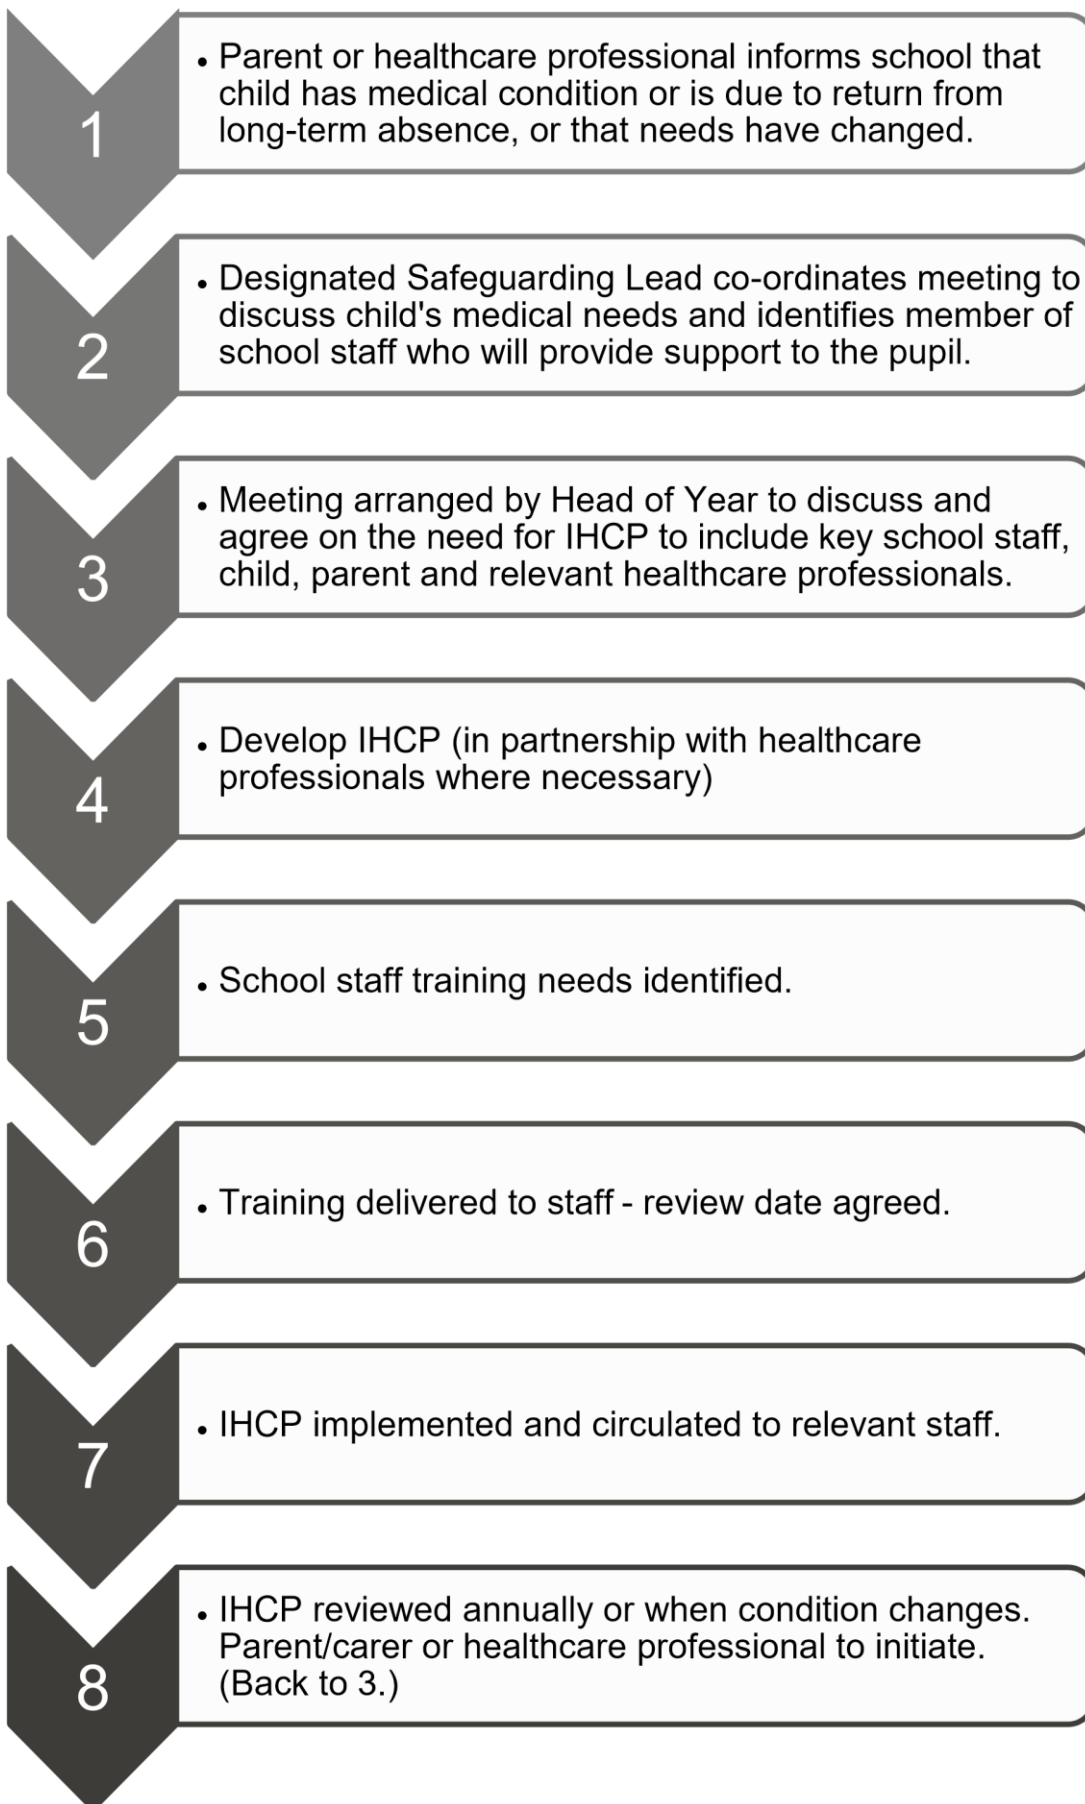 1
• Parent or healthcare professional informs school that
child has medical condition or is due to return from
long-term absence, or that needs have changed.
2
• Designated Safeguarding Lead co-ordinates meeting to
discuss child's medical needs and identifies member of
school staff who will provide support to the pupil.
3
• Meeting arranged by Head of Year to discuss and
agree on the need for IHCP to include key school staff,
child, parent and relevant healthcare professionals.
4
• Develop IHCP (in partnership with healthcare
professionals where necessary)
5
• School staff training needs identified.
6
• Training delivered to staff - review date agreed.
7
• IHCP implemented and circulated to relevant staff.
8
• IHCP reviewed annually or when condition changes.
Parent/carer or healthcare professional to initiate.
(Back to 3.)